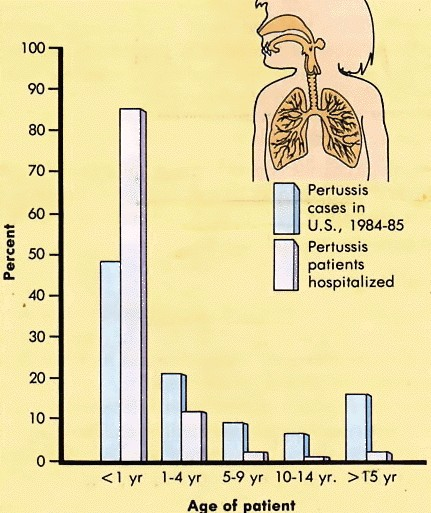 100
90
80
70
60
50
40
30
20
10
0
Percent
Pertussis
cases in
U.S., 1984-85
Pertussis
patients
hospitalized
<1 yr 1-4 yr 5-9 yr 10-14 yr. >15 yr
Age of patient